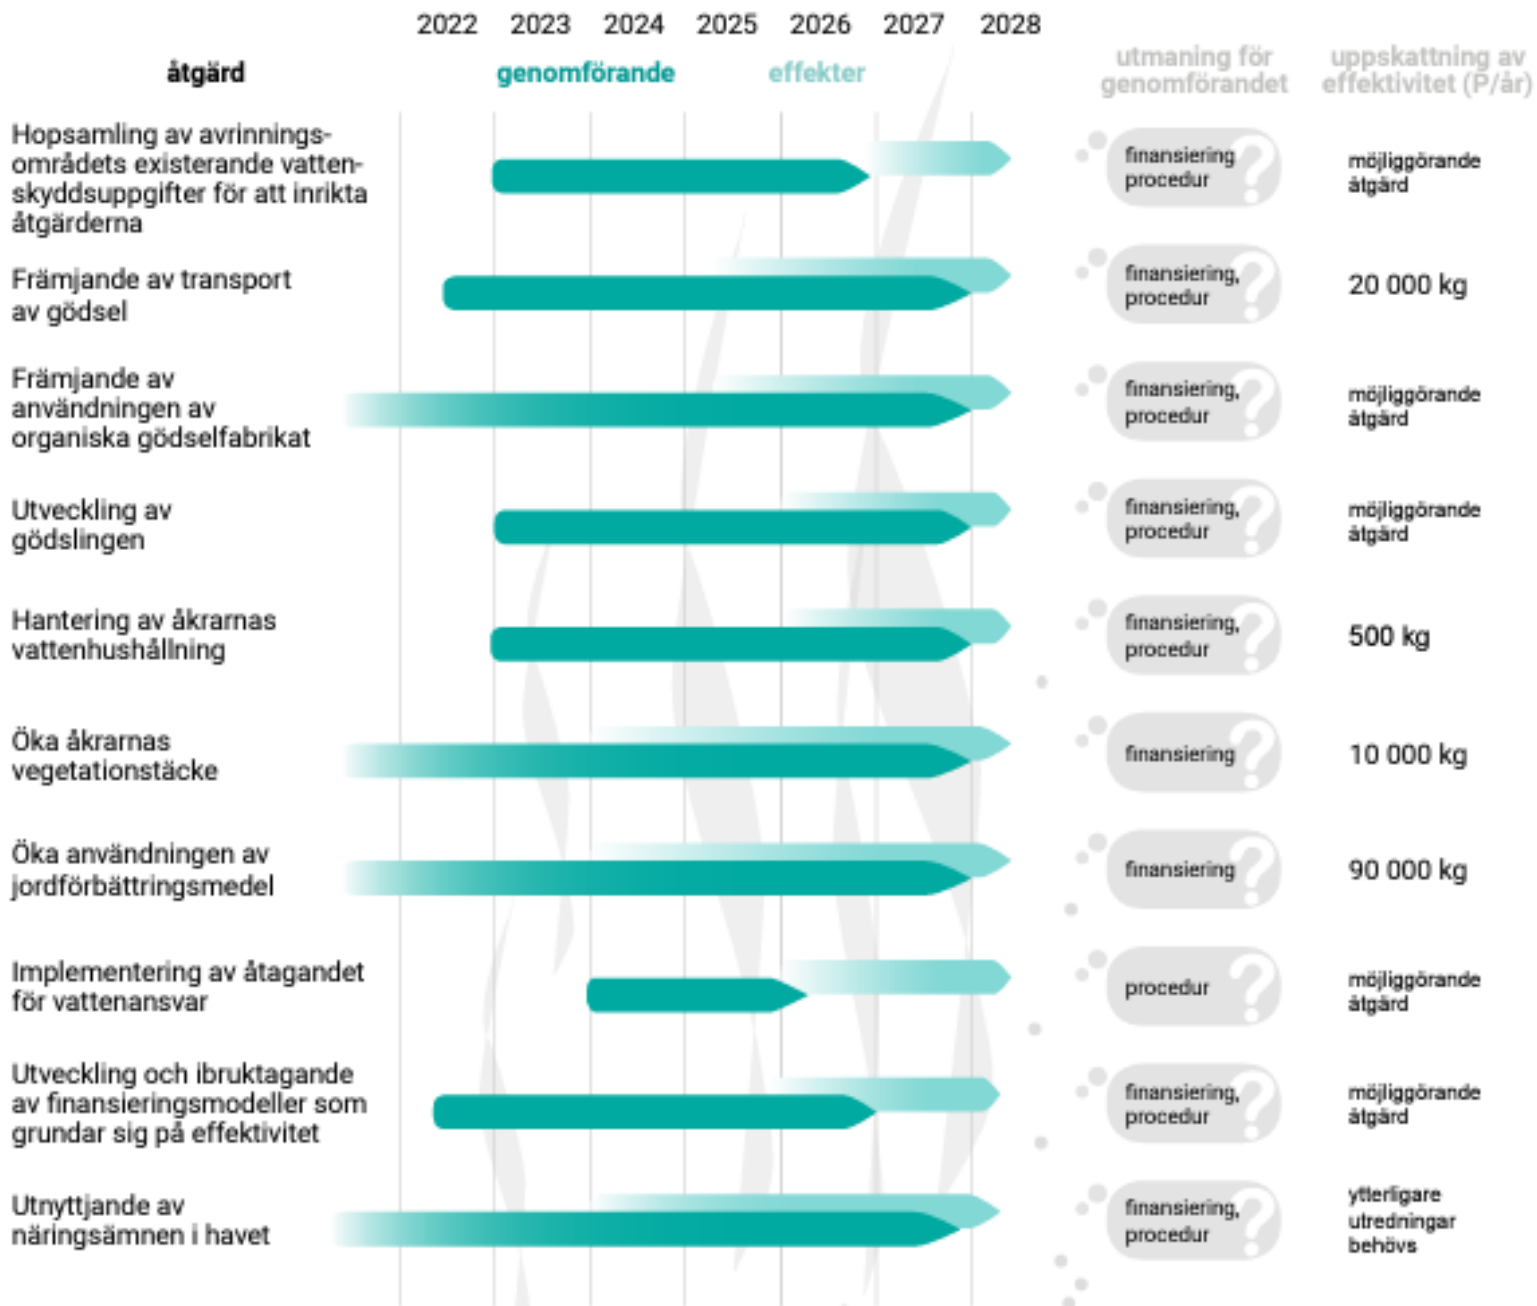 2022 2023 2024 2025 2026 2027 2028
åtgärd genomförande effekter
utmaning för
genomförandet
uppskattning av
effektivitet (P/år)
Hopsamling av avrinnings-
områdets existerande vatten-
skyddsuppgifter för att inrikta
åtgärderna
finansiering
procedur
?
möjliggörande
åtgärd
Främjande av transport
av gödsel
finansiering,
procedur
?
20 000 kg
Främjande av
användningen av
organiska gödselfabrikat
finansiering,
procedur
?
möjliggörande
åtgärd
Utveckling av
gödslingen
finansiering,
procedur
?
möjliggörande
åtgärd
Hantering av åkrarnas
vattenhushållning
finansiering,
procedur
?
500 kg
Öka åkrarnas
vegetationstäcke
finansiering
?
10 000 kg
Öka användningen av
jordförbättringsmedel
finansiering
?
90 000 kg
Implementering av åtagandet
för vattenansvar
procedur
?
möjliggörande
åtgärd
Utveckling och ibruktagande
av finansieringsmodeller som
grundar sig på effektivitet
finansiering,
procedur
?
möjliggörande
åtgärd
Utnyttjande av
näringsämnen i havet
finansiering,
procedur
?
ytterligare
utredningar
behövs